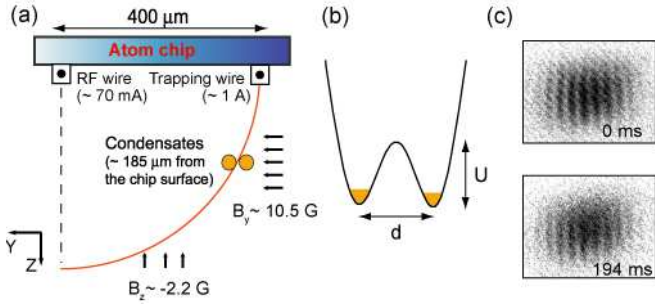 (a)
400 μm
Atom chip
RF wire
(~ 70 mA)
Trapping wire
(~ 1 A)
Condensates
(~ 185 μm from
the chip surface)
B_y ~ 10.5 G
Y
Z
B_z ~ -2.2 G
(b)
U
d
(c)
0 ms
194 ms